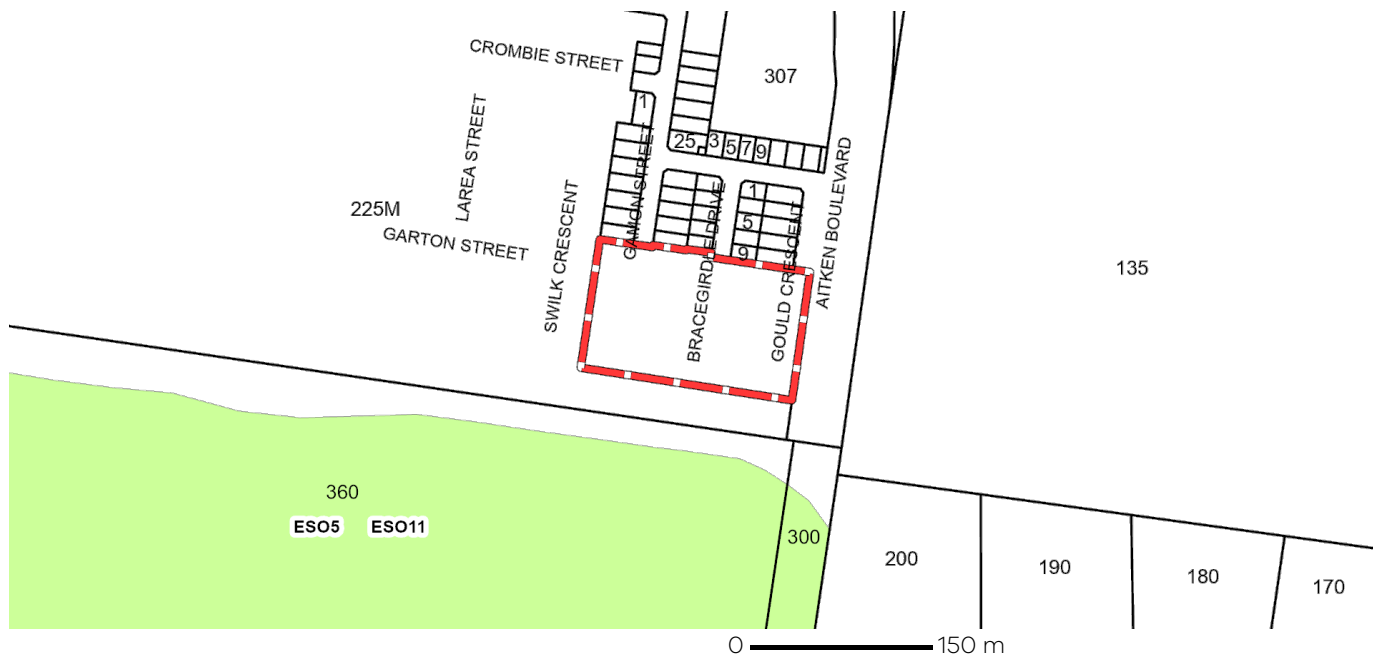 CROMBIE STREET
307
1
LAREA STREET
25
3
5
7
9
GAMON STREET
AITKEN BOULEVARD
SWILK CRESCENT
BRACEGIRDLE DRIVE
1
GOULD CRESCENT
225M
5
GARTON STREET
9
135
360
ESO5 ESO11
300
200
190
180
170
0 150 m